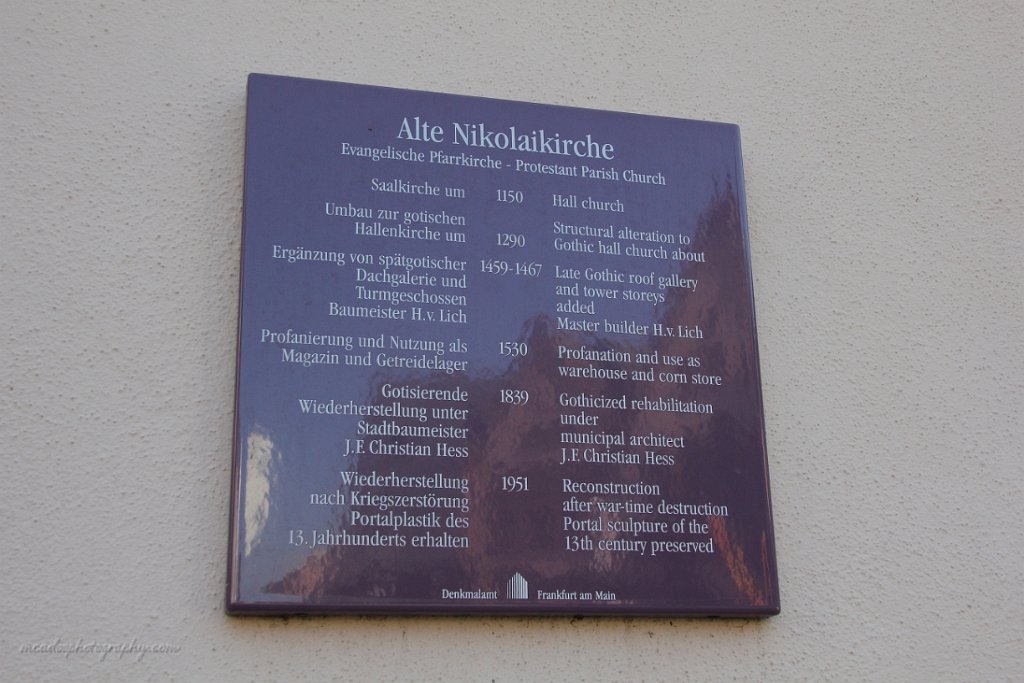 Alte Nikolaikirche
Evangelische Pfarrkirche - Protestant Parish Church
Saalkirche um 1150 Hall church
Umbau zur gotischen
Hallenkirche um 1290
Structural alteration to
Gothic hall church about
Ergänzung von spätgotischer 1459-1467
Dachgalerie und
Turmgeschossen
Baumeister H.v. Lich
Late Gothic roof gallery
and tower storeys
added
Master builder H.v. Lich
Profanierung und Nutzung als 1530
Magazin und Getreidelager
Profanation and use as
warehouse and corn store
Gotisierende 1839
Wiederherstellung unter
Stadtbaumeister
J.F. Christian Hess
Gothicized rehabilitation
under
municipal architect
J.F. Christian Hess
Wiederherstellung 1951
nach Kriegszerstörung
Portalplastik des
13. Jahrhunderts erhalten
Reconstruction
after war-time destruction
Portal sculpture of the
13th century preserved
Denkmalamt Frankfurt am Main
meadosphotography.com